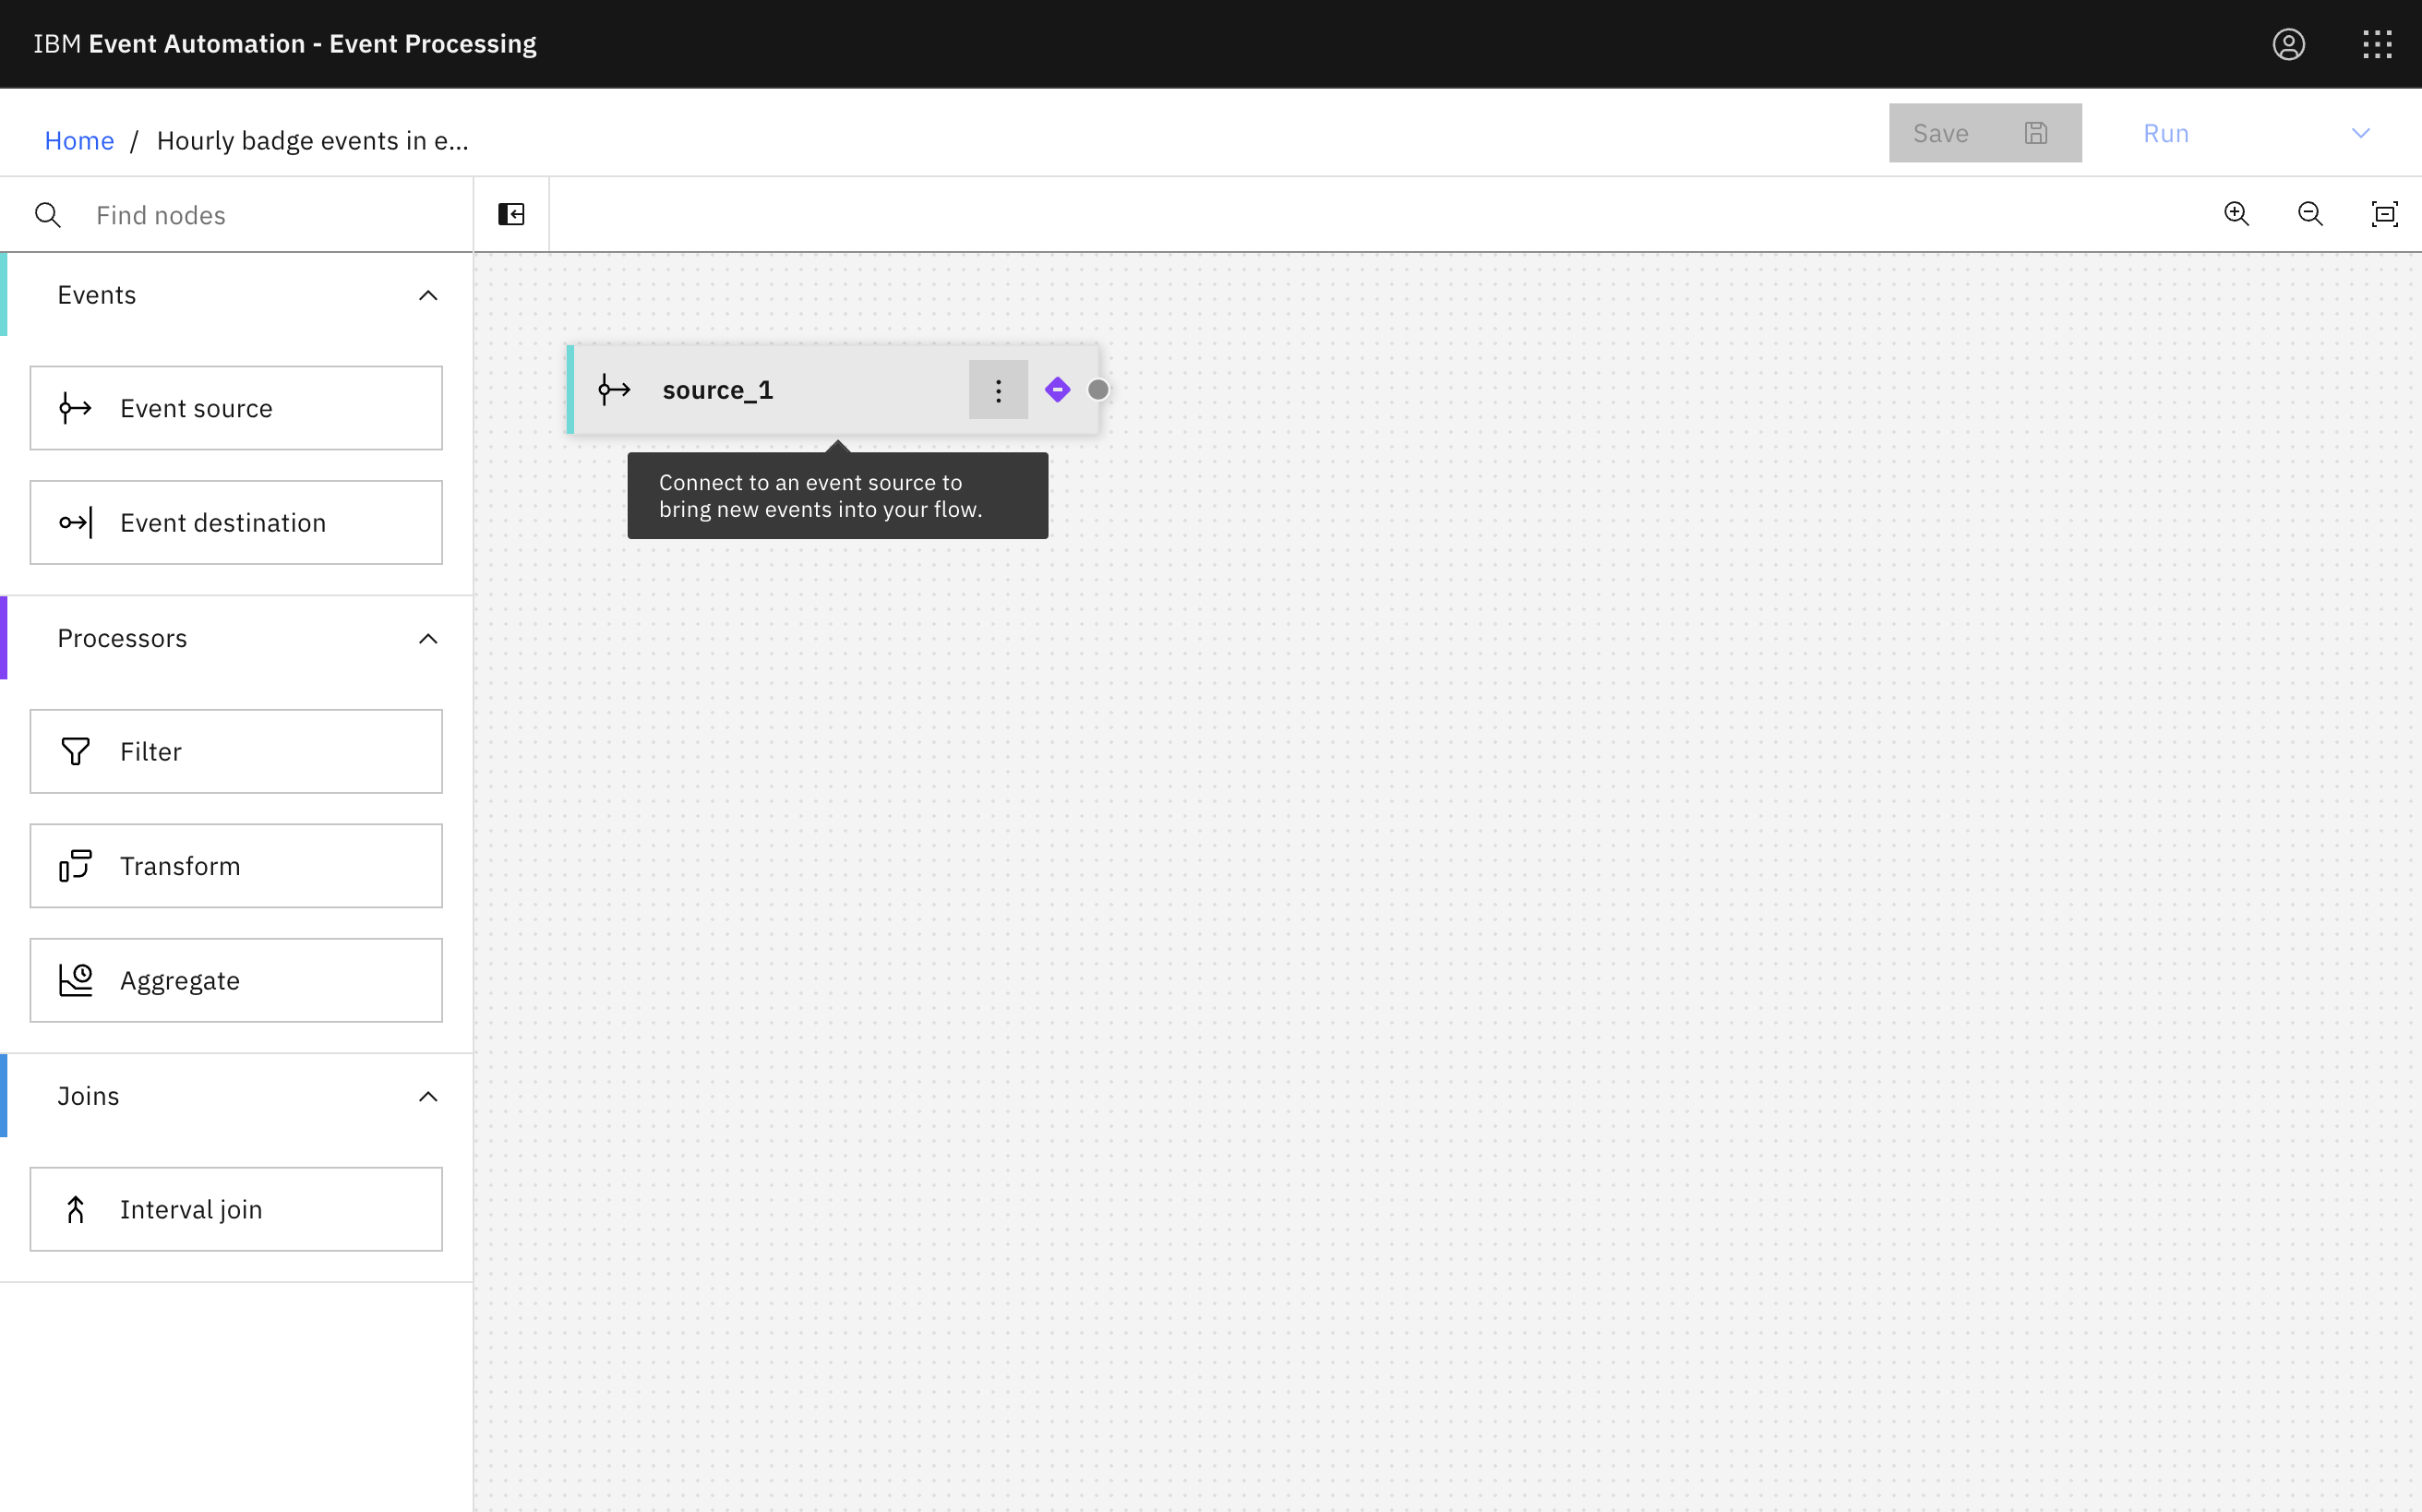 IBM Event Automation - Event Processing
Home / Hourly badge events in e...
Save
Run
Find nodes
Events
Event source
Event destination
Processors
Filter
Transform
Aggregate
Joins
Interval join
source_1
Connect to an event source to
bring new events into your flow.